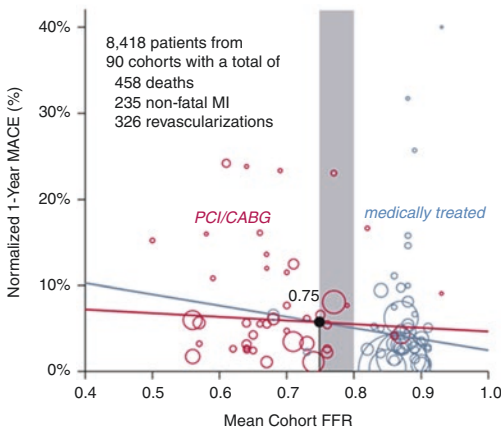 8,418 patients from
90 cohorts with a total of
458 deaths
235 non-fatal MI
326 revascularizations
Normalized 1-Year MACE (%)
40%
30%
20%
10%
0%
PCI/CABG
medically treated
0.75
0.4 0.5 0.6 0.7 0.8 0.9 1.0
Mean Cohort FFR